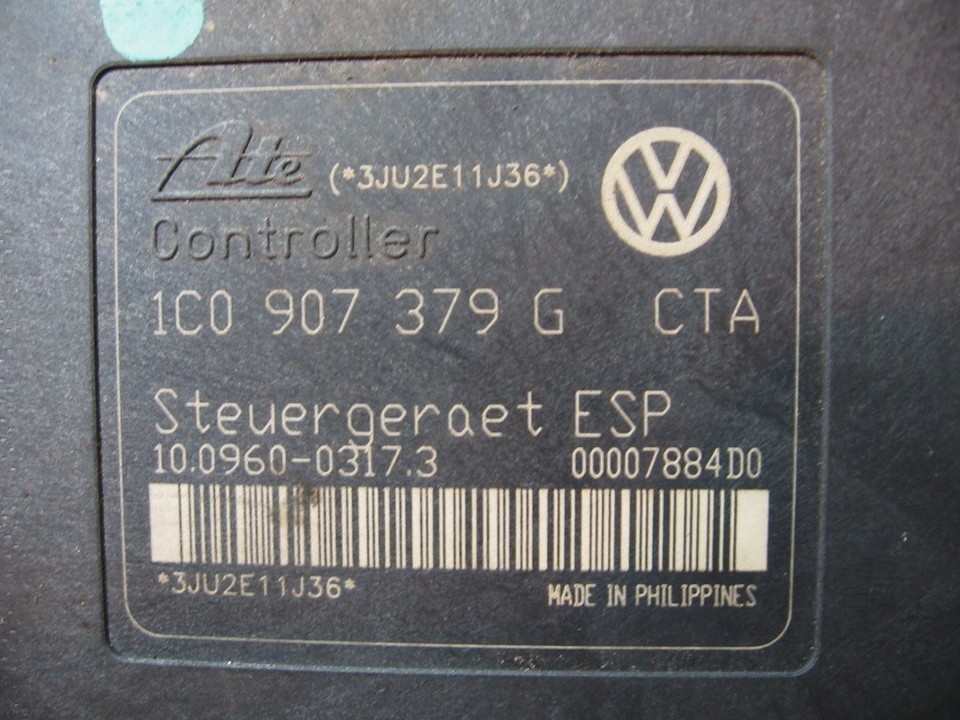 Ate (*3JU2E11J36*)
Controller
1C0 907 379 G CTA
Steuergeraet ESP
10.0960-0317.3 00007884D0
*3JU2E11J36* MADE IN PHILIPPINES